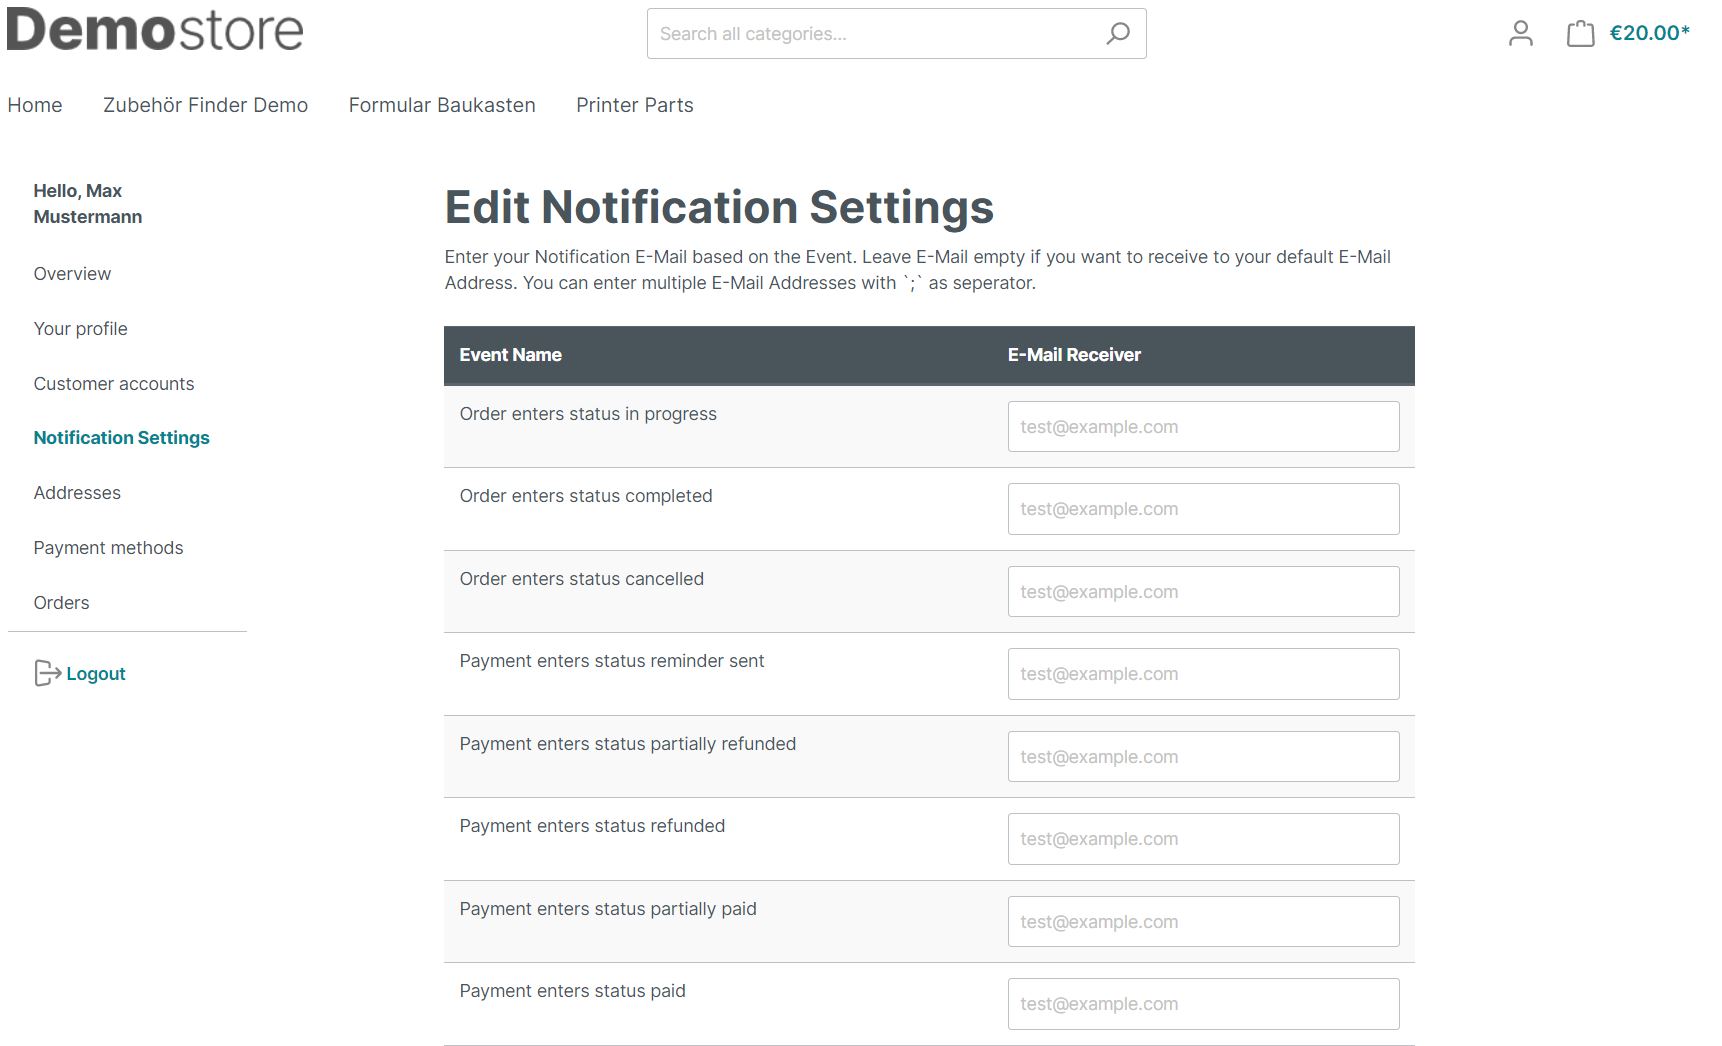 Demostore
Search all categories...
€20.00*
Home
Zubehör Finder Demo
Formular Baukasten
Printer Parts
Hello, Max
Mustermann
Overview
Your profile
Customer accounts
Notification Settings
Addresses
Payment methods
Orders
Logout
Edit Notification Settings
Enter your Notification E-Mail based on the Event. Leave E-Mail empty if you want to receive to your default E-Mail
Address. You can enter multiple E-Mail Addresses with `;` as seperator.
Event Name
E-Mail Receiver
Order enters status in progress
test@example.com
Order enters status completed
test@example.com
Order enters status cancelled
test@example.com
Payment enters status reminder sent
test@example.com
Payment enters status partially refunded
test@example.com
Payment enters status refunded
test@example.com
Payment enters status partially paid
test@example.com
Payment enters status paid
test@example.com